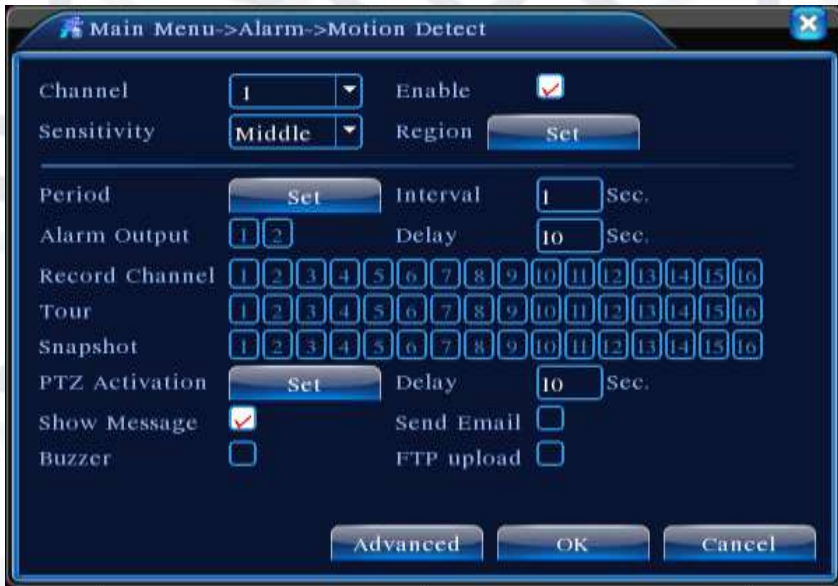 Main Menu->Alarm->Motion Detect
Channel 1 Enable
Sensitivity Middle Region Set
Period Set Interval 1 Sec.
Alarm Output 1 2 Delay 10 Sec.
Record Channel 1 2 3 4 5 6 7 8 9 10 11 12 13 14 15 16
Tour 1 2 3 4 5 6 7 8 9 10 11 12 13 14 15 16
Snapshot 1 2 3 4 5 6 7 8 9 10 11 12 13 14 15 16
PTZ Activation Set Delay 10 Sec.
Show Message Send Email
Buzzer FTP upload
Advanced OK Cancel